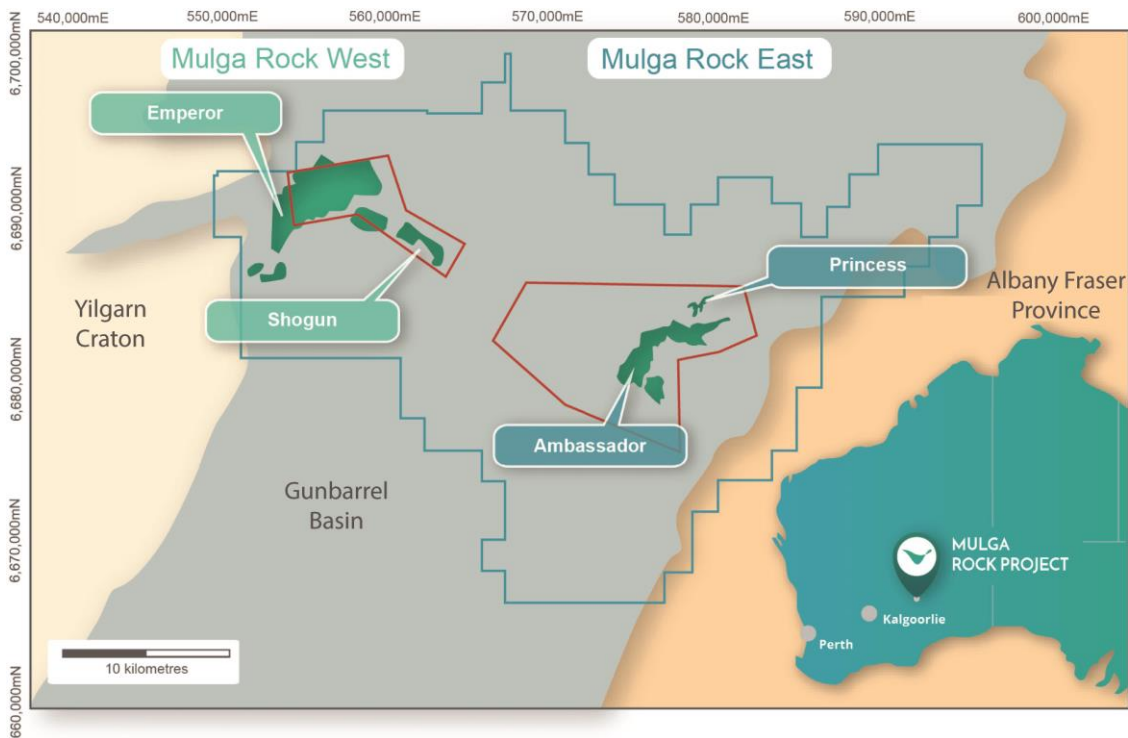 540,000mE
550,000mE
560,000mE
570,000mE
580,000mE
590,000mE
600,000mE
6,700,000mN
6,690,000mN
6,680,000mN
6,670,000mN
660,000mN
Mulga Rock West
Mulga Rock East
Emperor
Shogun
Princess
Ambassador
Yilgarn
Craton
Gunbarrel
Basin
Albany Fraser
Province
MULGA
ROCK PROJECT
Kalgoorlie
Perth
10 kilometres